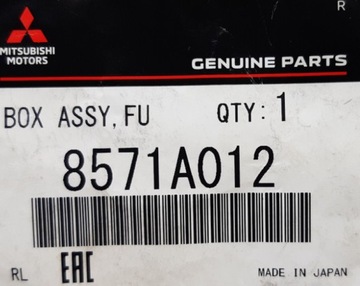 R
MITSUBISHI
MOTORS
GENUINE PARTS
BOX ASSY,FU QTY:1
8571A012
RL EAC MADE IN JAPAN